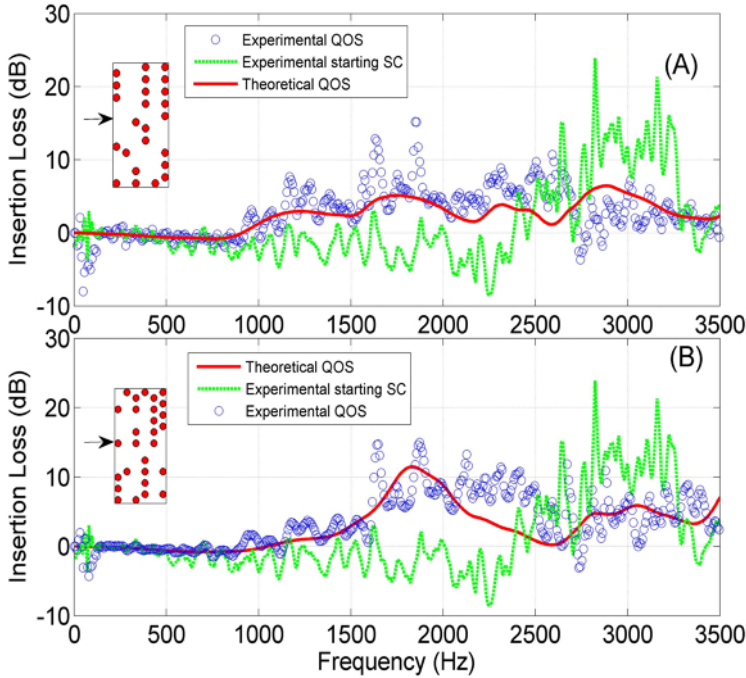 30
20
10
0
-10
Insertion Loss (dB)
Experimental QOS
Experimental starting SC
Theoretical QOS
(A)
0 500 1000 1500 2000 2500 3000 3500
30
20
10
0
-10
Insertion Loss (dB)
Theoretical QOS
Experimental starting SC
Experimental QOS
(B)
0 500 1000 1500 2000 2500 3000 3500
Frequency (Hz)